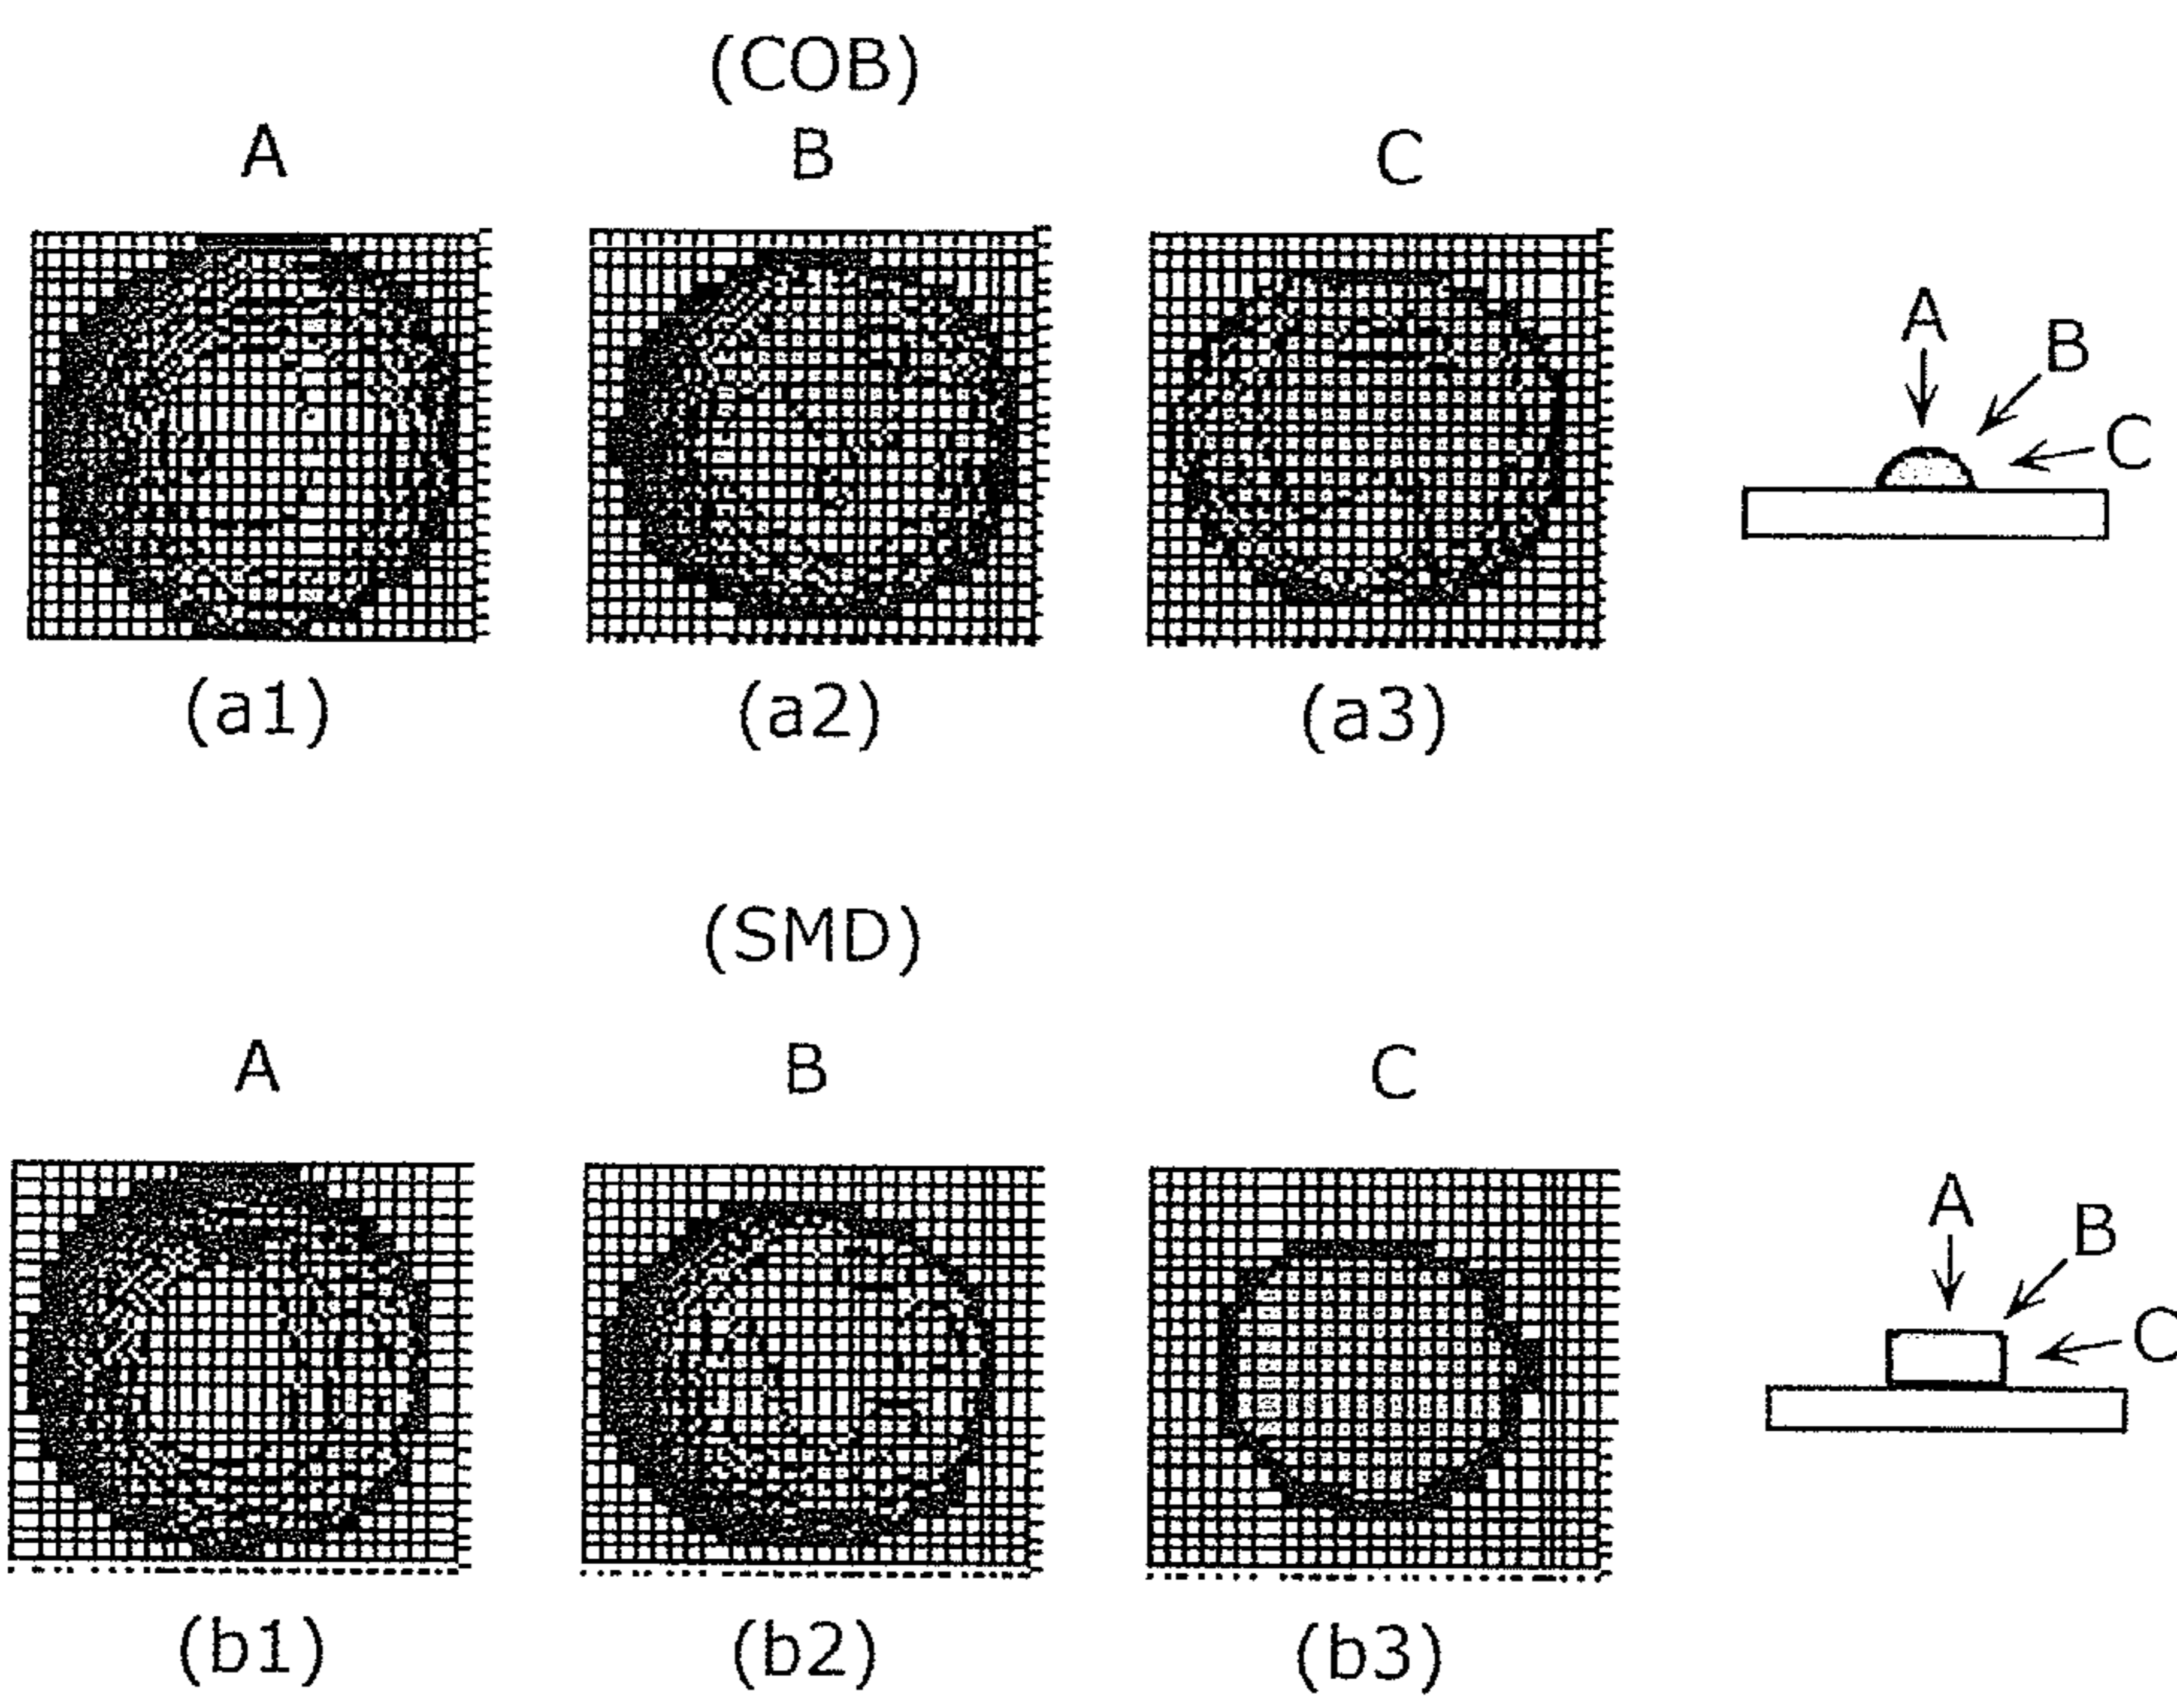 (COB)
A B C
(a1) (a2) (a3)
A
B
C
(SMD)
A B C
(b1) (b2) (b3)
A
B
C